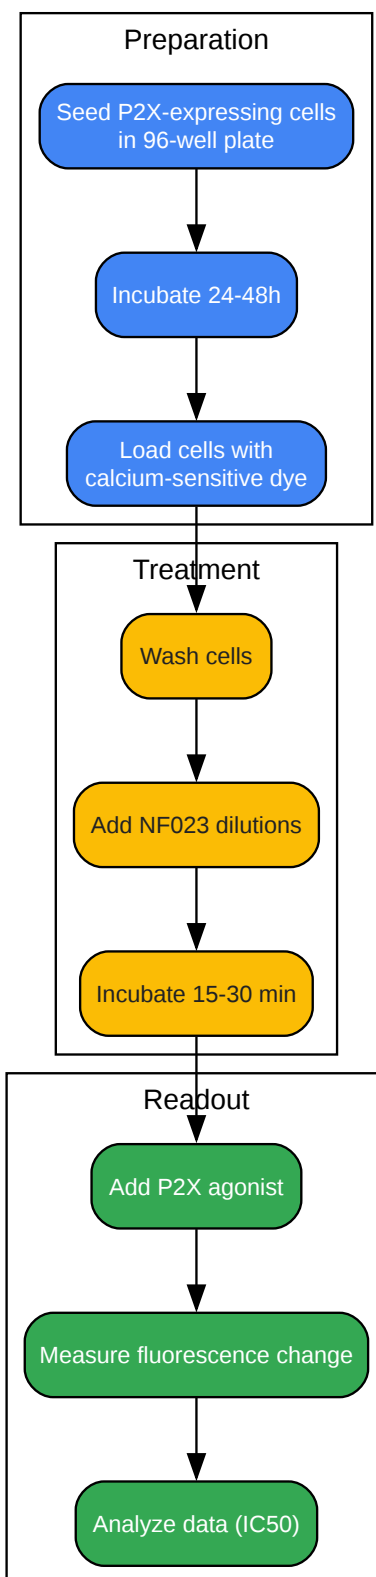 Preparation
Seed P2X-expressing cells
in 96-well plate
Incubate 24-48h
Load cells with
calcium-sensitive dye
Treatment
Wash cells
Add NF023 dilutions
Incubate 15-30 min
Readout
Add P2X agonist
Measure fluorescence change
Analyze data (IC50)